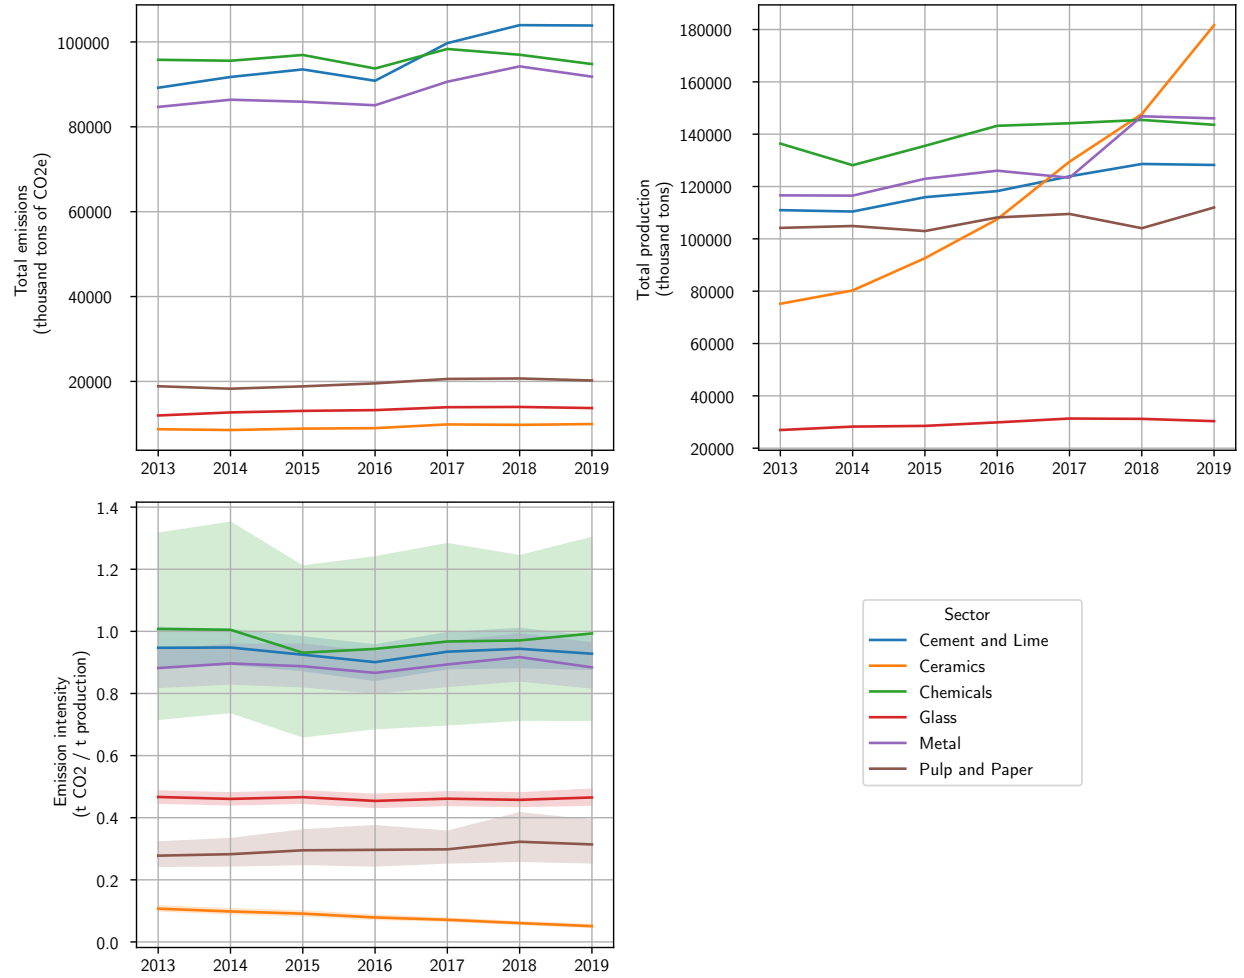 Total emissions
(thousand tons of CO2e)
100000
80000
60000
40000
20000
2013 2014 2015 2016 2017 2018 2019
Total production
(thousand tons)
180000
160000
140000
120000
100000
80000
60000
40000
20000
2013 2014 2015 2016 2017 2018 2019
Emission intensity
(t CO2 / t production)
1.4
1.2
1.0
0.8
0.6
0.4
0.2
0.0
2013 2014 2015 2016 2017 2018 2019
Sector
Cement and Lime
Ceramics
Chemicals
Glass
Metal
Pulp and Paper